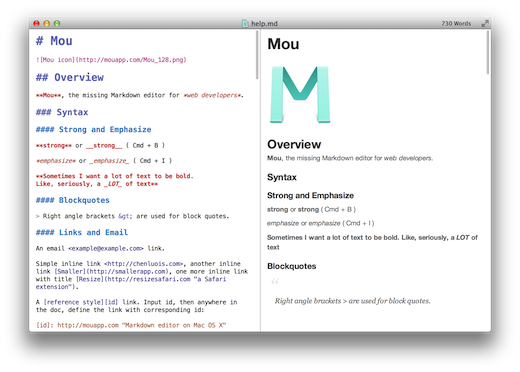 help.md
730 Words
# Mou
![Mou icon](http://mouapp.com/Mou_128.png)
## Overview
**Mou**, the missing Markdown editor for *web developers*.
### Syntax
#### Strong and Emphasize
**strong** or __strong__ ( Cmd + B )
*emphasize* or _emphasize_ ( Cmd + I )
**Sometimes I want a lot of text to be bold.
Like, seriously, a _LOT_ of text**
#### Blockquotes
> Right angle brackets &gt; are used for block quotes.
#### Links and Email
An email <example@example.com> link.
Simple inline link <http://chenluois.com>, another inline
link [Smaller](http://smallerapp.com), one more inline link
with title [Resize](http://resizesafari.com "a Safari
extension").
A [reference style][id] link. Input id, then anywhere in
the doc, define the link with corresponding id:
[id]: http://mouapp.com "Markdown editor on Mac OS X"
Mou
Overview
Mou, the missing Markdown editor for web developers.
Syntax
Strong and Emphasize
strong or strong ( Cmd + B )
emphasize or emphasize ( Cmd + I )
Sometimes I want a lot of text to be bold. Like, seriously, a LOT of
text
Blockquotes
“
Right angle brackets > are used for block quotes.